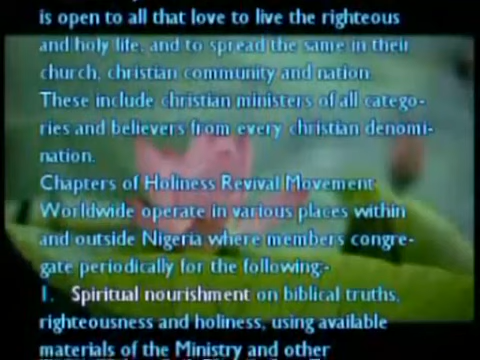 is open to all that love to live the righteous
and holy life, and to spread the same in their
church, christian community and nation.
These include christian ministers of all catego-
ries and believers from every christian denomi-
nation.
Chapters of Holiness Revival Movement
Worldwide operate in various places within
and outside Nigeria where members congre-
gate periodically for the following:-
1. Spiritual nourishment on biblical truths,
righteousness and holiness, using available
materials of the Ministry and other